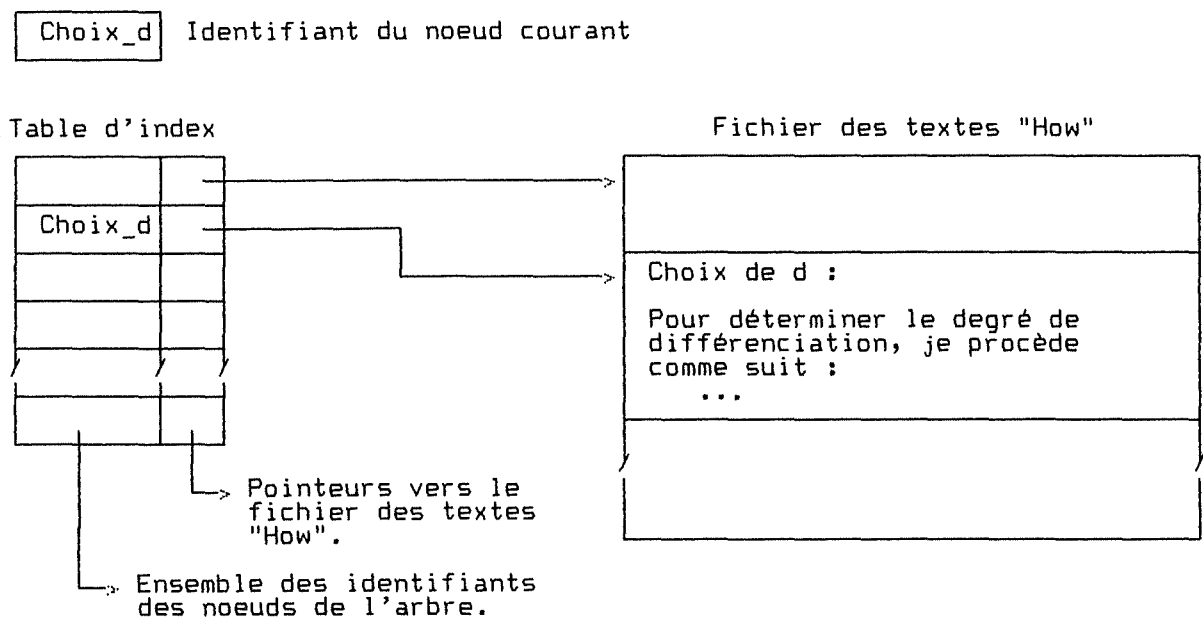 Choix_d Identifiant du noeud courant
Table d'index
Fichier des textes "How"
Choix_d
Choix de d :
Pour déterminer le degré de
différenciation, je procède
comme suit :
...
Pointeurs vers le
fichier des textes
"How".
Ensemble des identifiants
des noeuds de l'arbre.